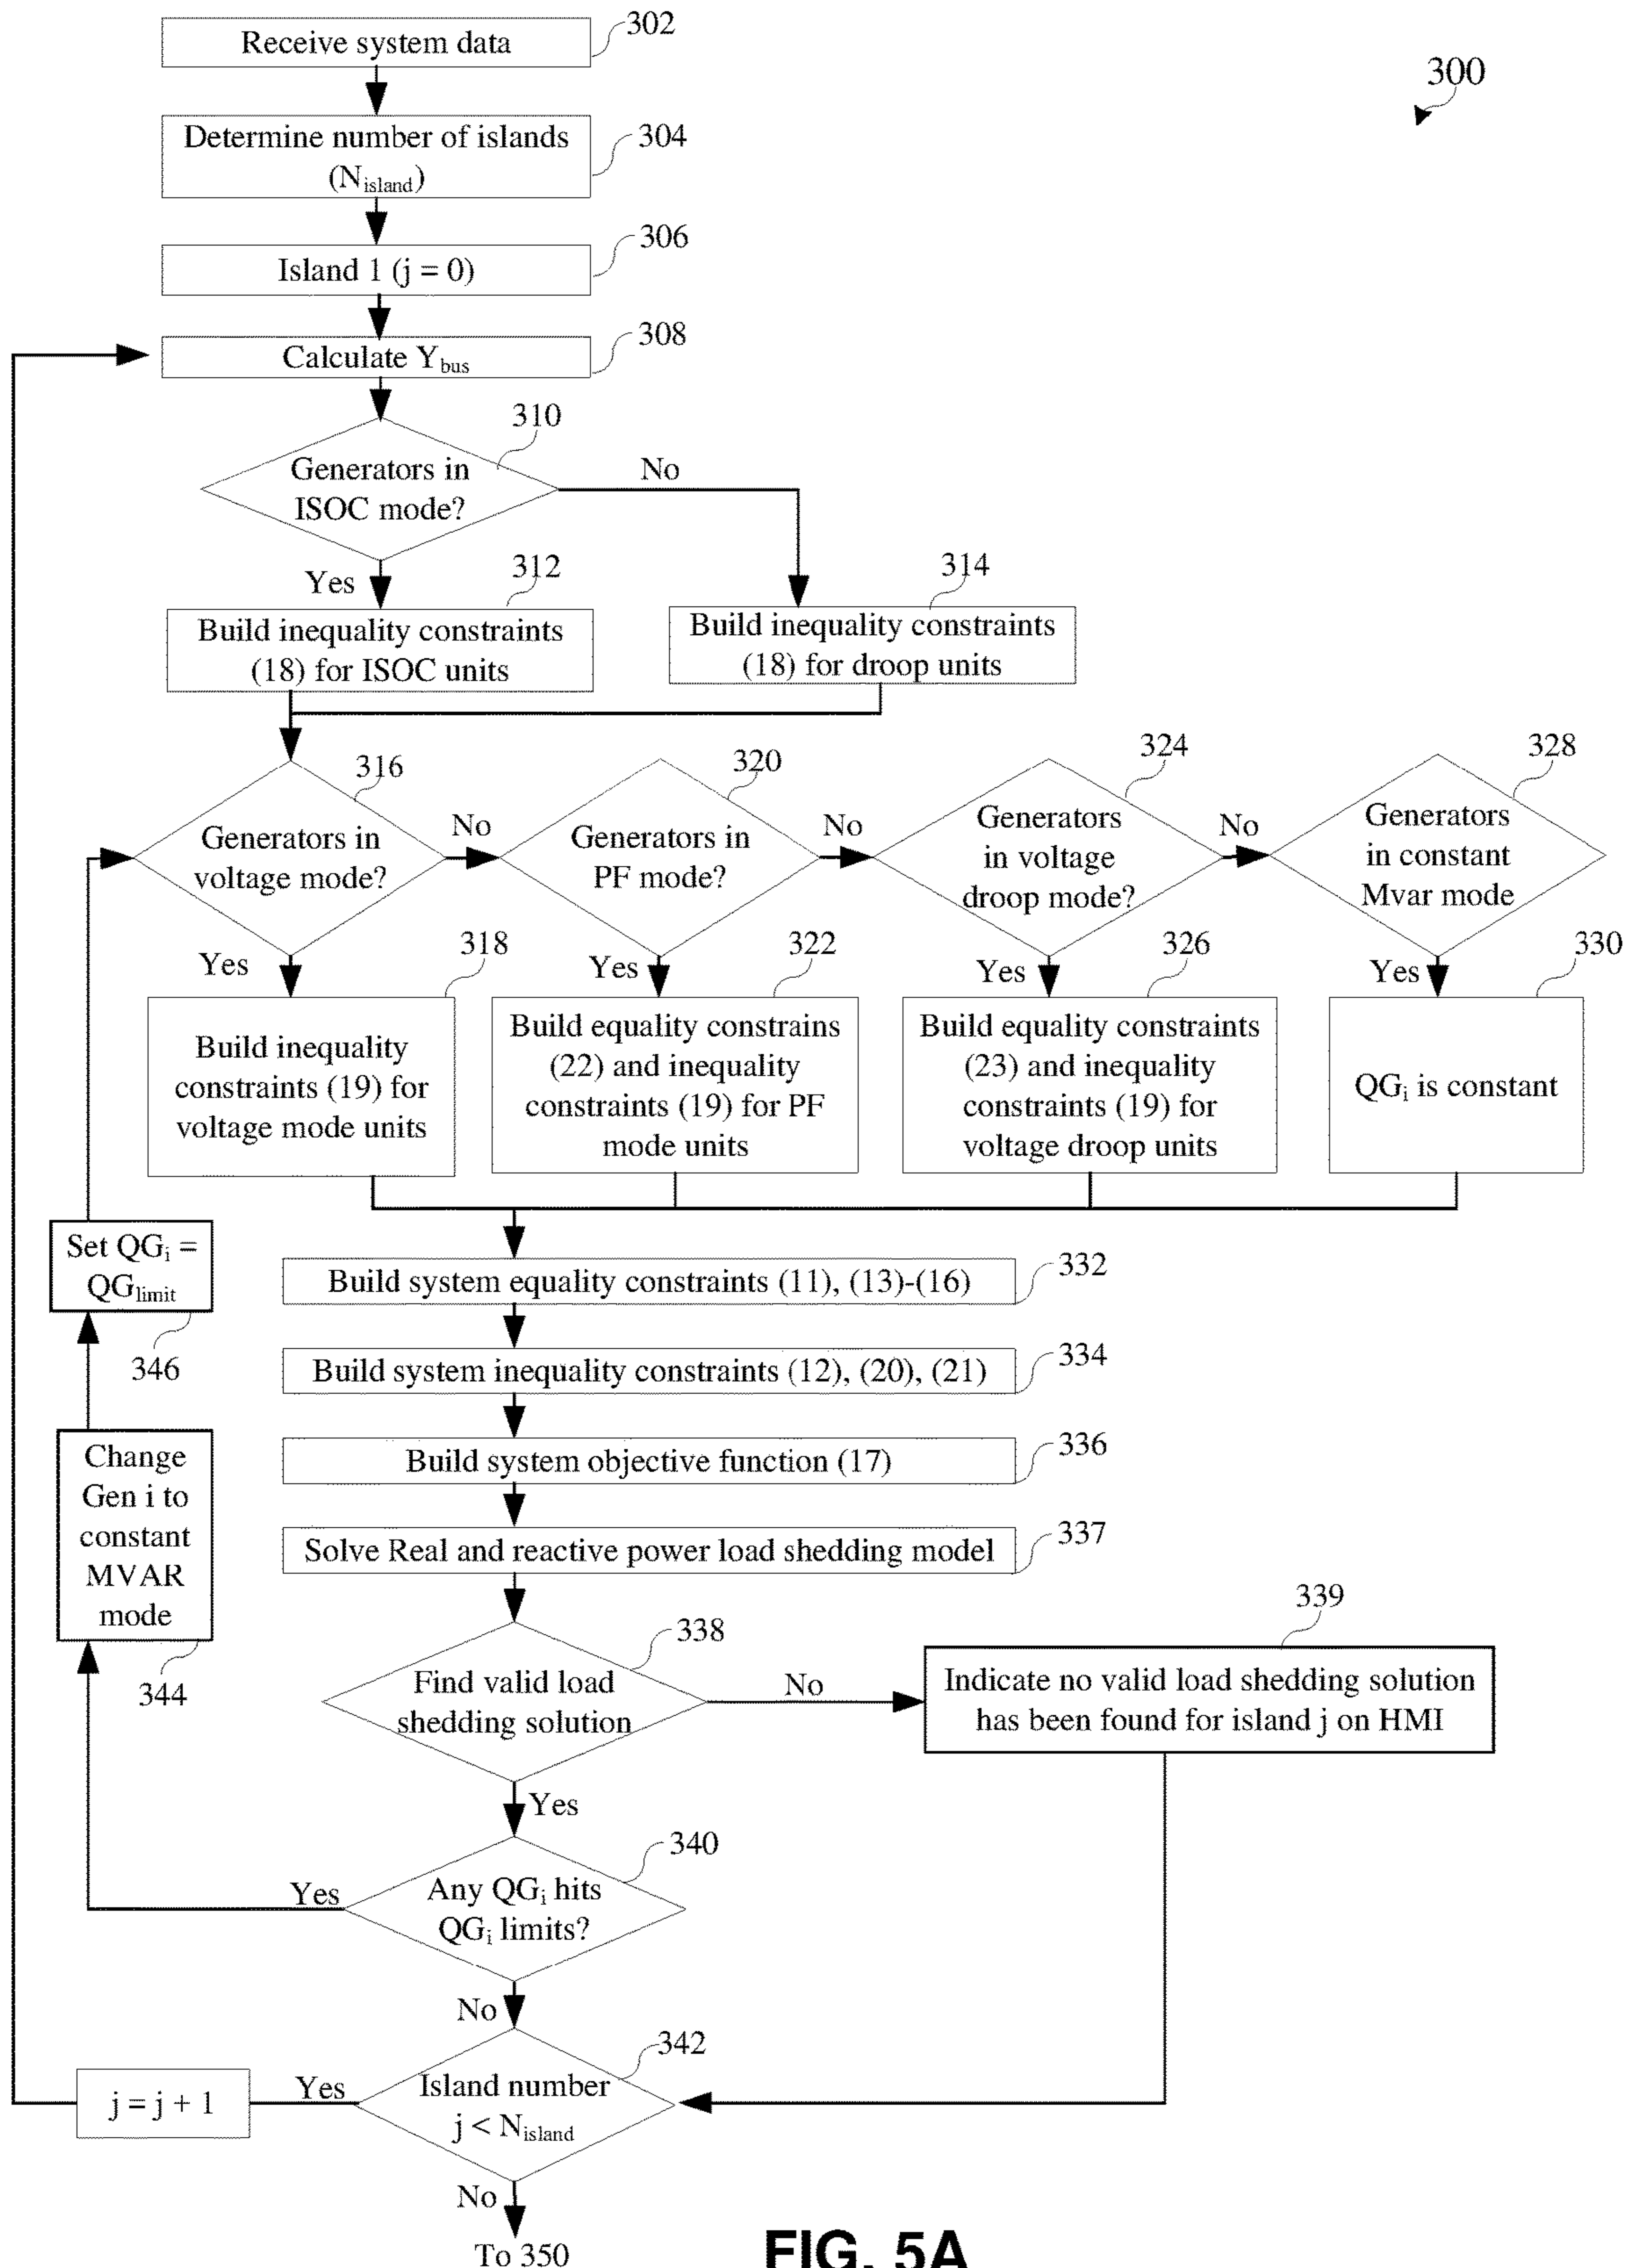 Receive system data
302
300
Determine number of islands
(N_island)
304
Island 1 (j = 0)
306
Calculate Y_bus
308
310
Generators in
ISOC mode?
No
Yes
312
314
Build inequality constraints
(18) for ISOC units
Build inequality constraints
(18) for droop units
316
320
324
328
Generators in
voltage mode?
No
Generators in
PF mode?
No
Generators
in voltage
droop mode?
No
Generators
in constant
Mvar mode
Yes
318
Yes
322
Yes
326
Yes
330
Build inequality
constraints (19) for
voltage mode units
Build equality constrains
(22) and inequality
constraints (19) for PF
mode units
Build equality constraints
(23) and inequality
constraints (19) for
voltage droop units
QG_i is constant
Set QG_i =
QG_limit
346
Build system equality constraints (11), (13)-(16)
332
Build system inequality constraints (12), (20), (21)
334
Change
Gen i to
constant
MVAR
mode
344
Build system objective function (17)
336
Solve Real and reactive power load shedding model
337
338
Find valid load
shedding solution
No
339
Indicate no valid load shedding solution
has been found for island j on HMI
Yes
340
Any QG_i hits
QG_i limits?
Yes
No
342
Island number
j < N_island
Yes
j = j + 1
No
To 350
FIG. 5A